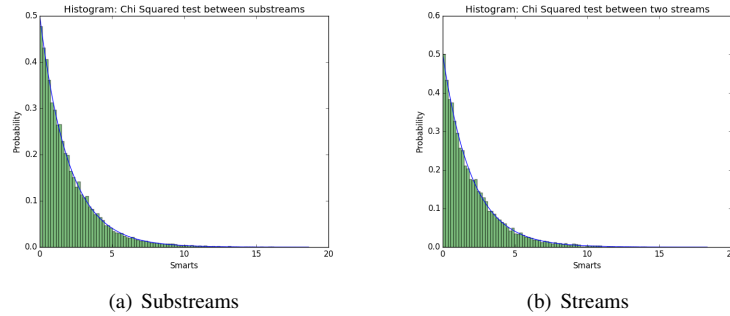 Histogram: Chi Squared test between substreams
0.5
0.4
0.3
0.2
0.1
0.0
Probability
0
5
10
15
20
Smarts
(a) Substreams
Histogram: Chi Squared test between two streams
0.6
0.5
0.4
0.3
0.2
0.1
0.0
Probability
0
5
10
15
20
Smarts
(b) Streams